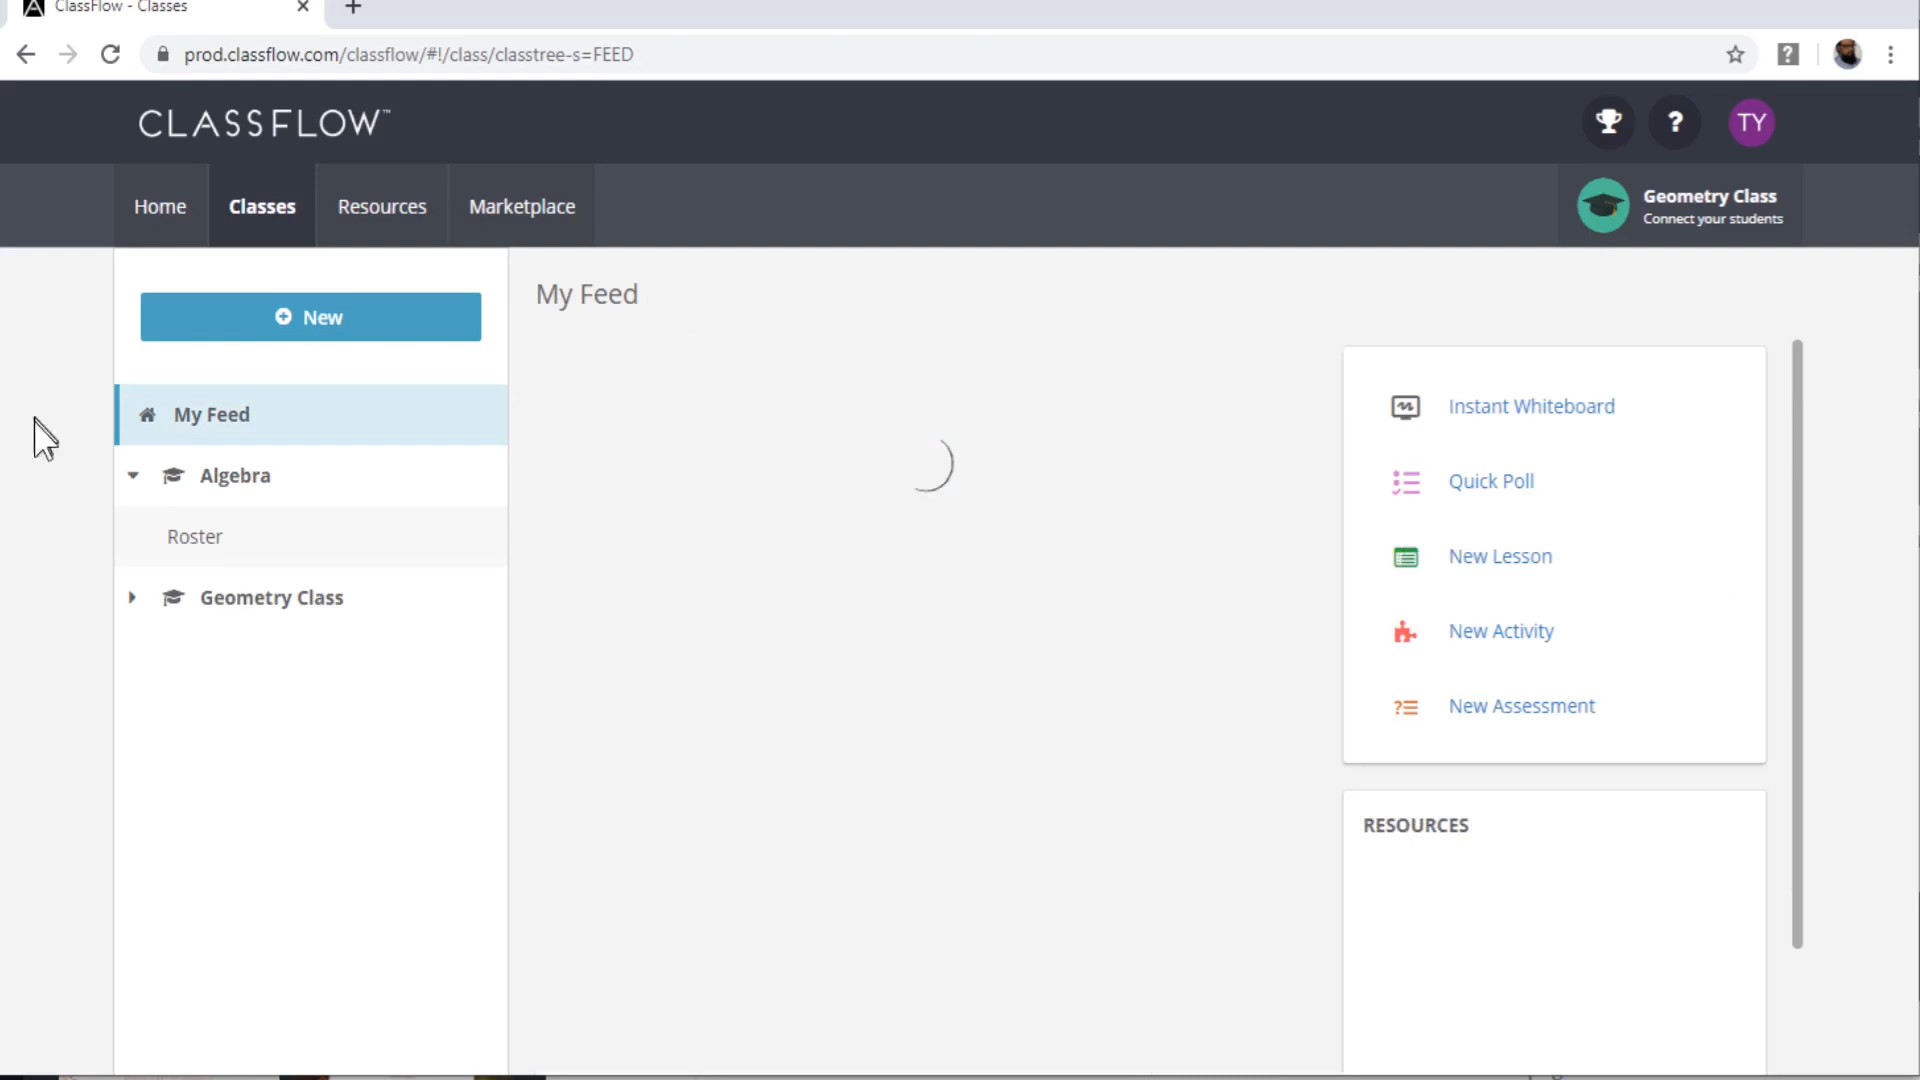 ClassFlow - Classes
prod.classflow.com/classflow/#!/class/classtree-s=FEED
CLASSFLOW™
? TY
Home Classes Resources Marketplace
Geometry Class
Connect your students
New
My Feed
Algebra
Roster
Geometry Class
My Feed
Instant Whiteboard
Quick Poll
New Lesson
New Activity
New Assessment
RESOURCES